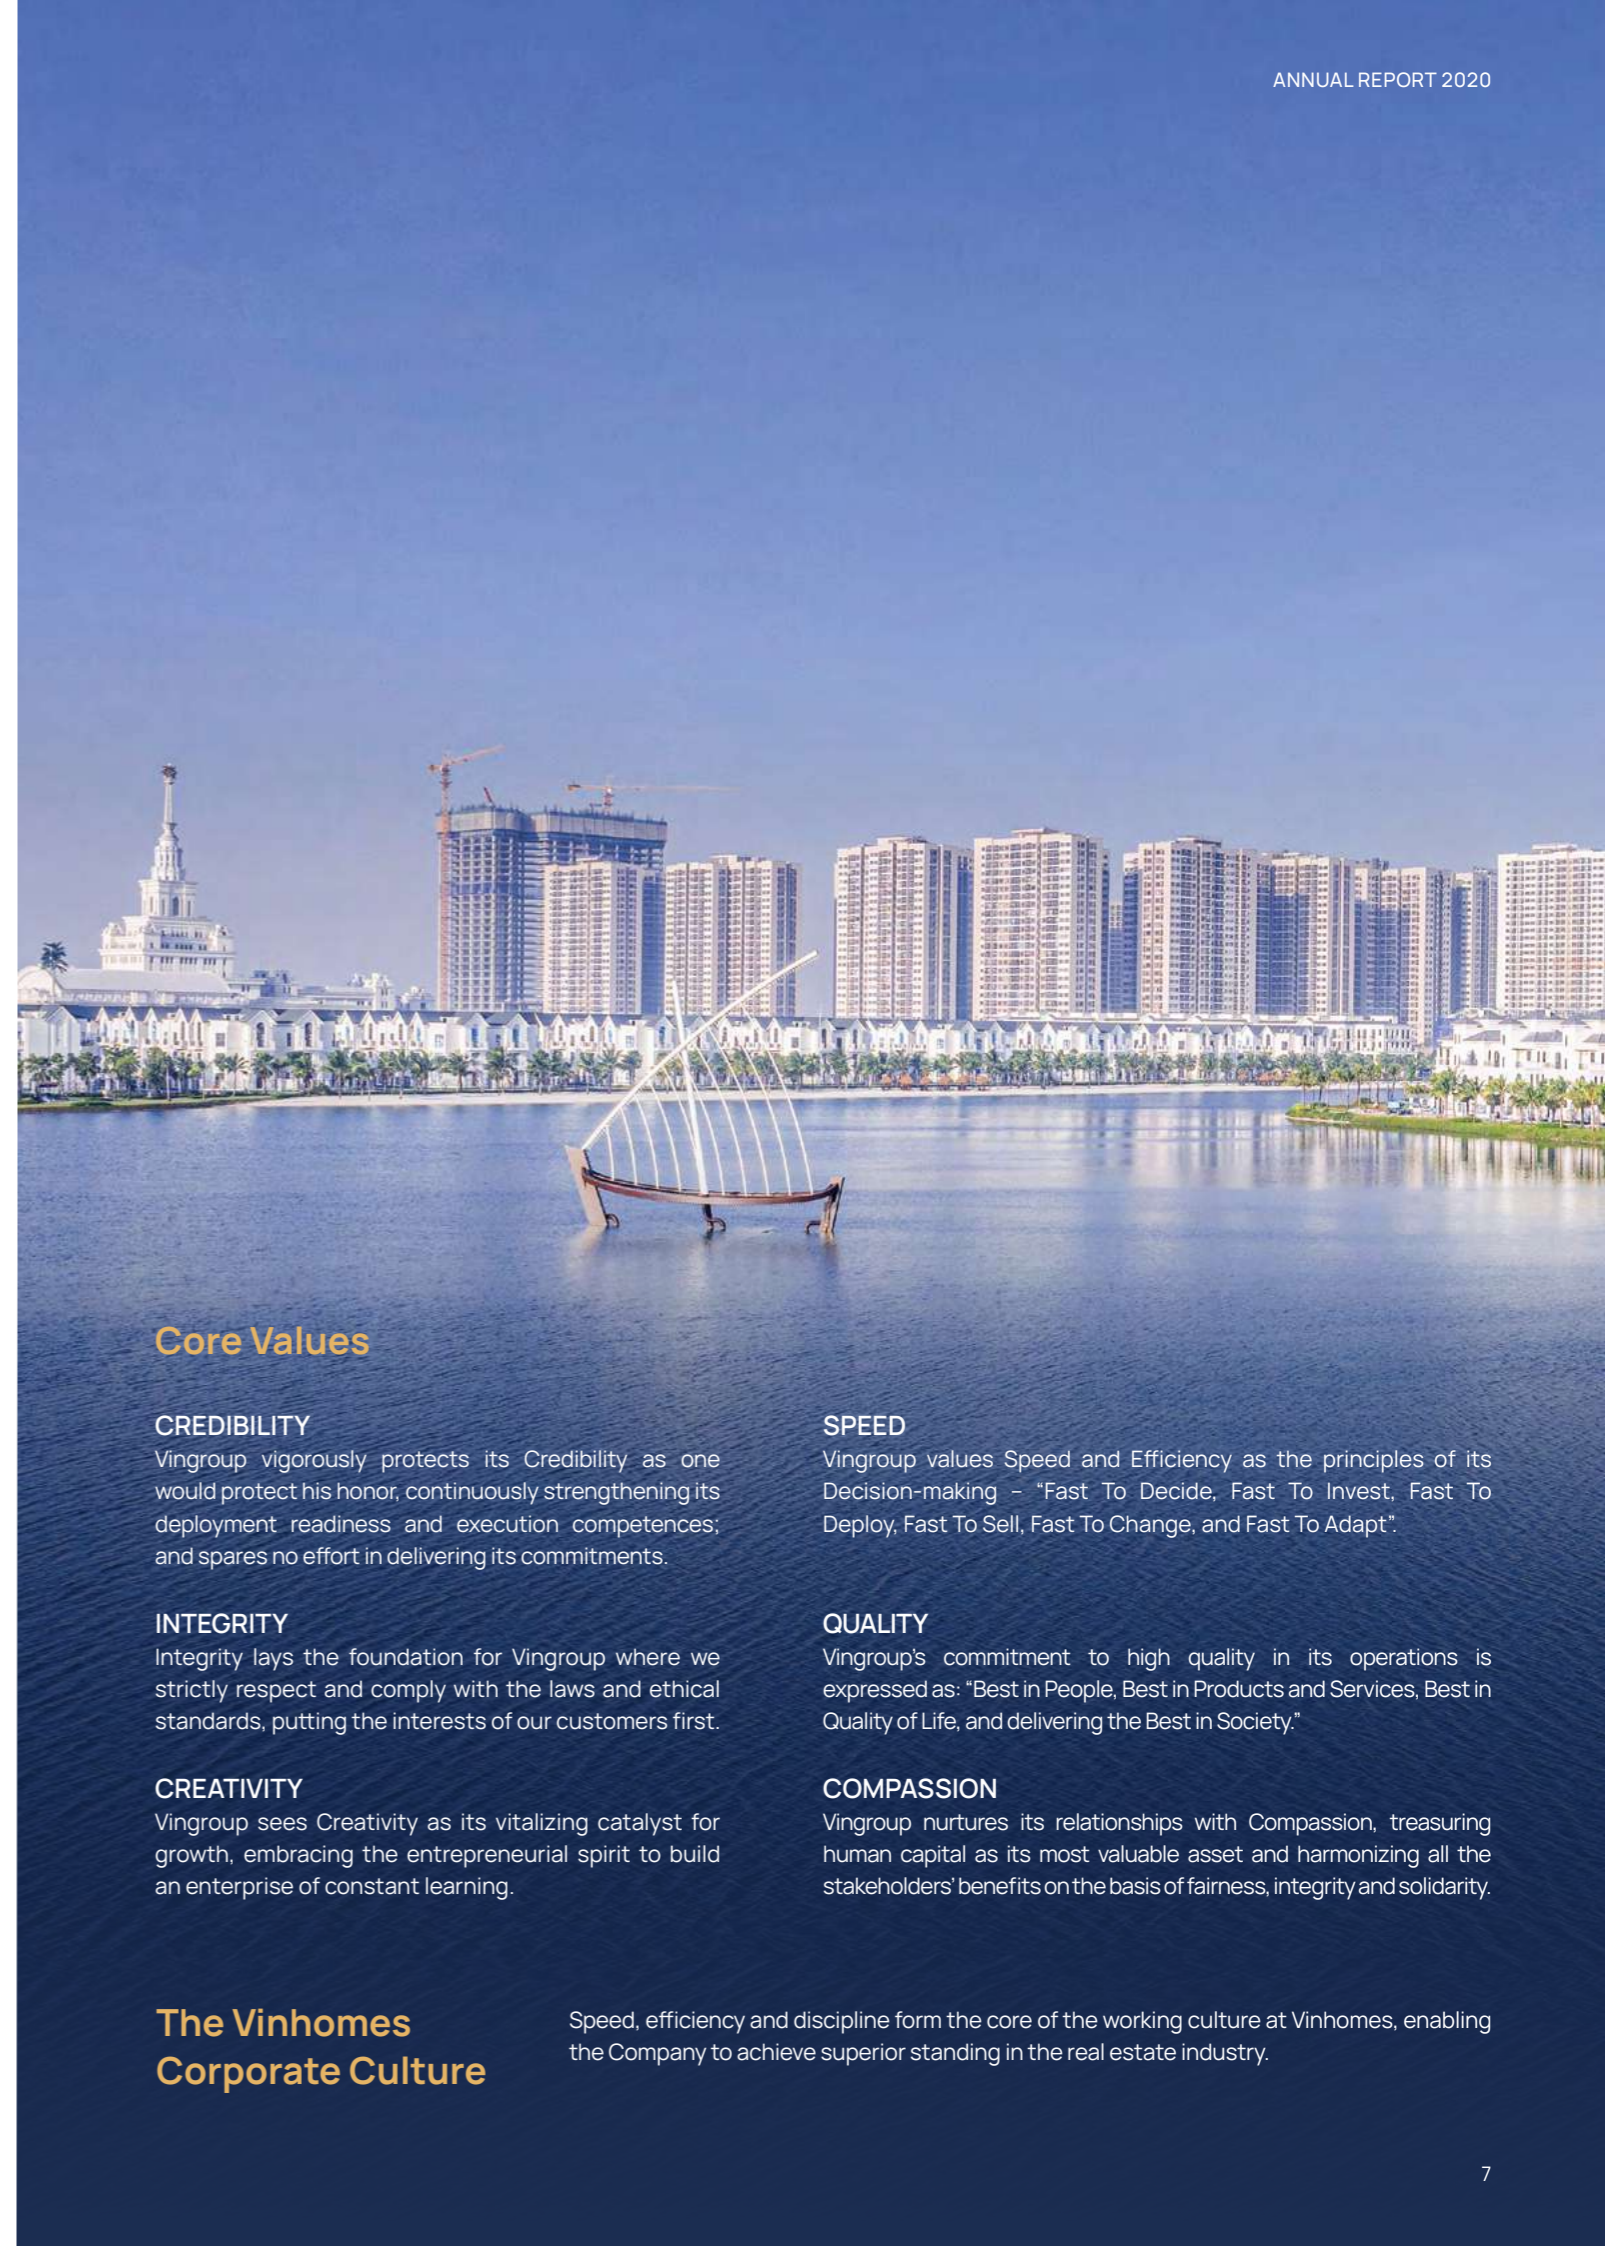 ANNUAL REPORT 2020
Core Values
CREDIBILITY
Vingroup vigorously protects its Credibility as one
would protect his honor, continuously strengthening its
deployment readiness and execution competences;
and spares no effort in delivering its commitments.
INTEGRITY
Integrity lays the foundation for Vingroup where we
strictly respect and comply with the laws and ethical
standards, putting the interests of our customers first.
CREATIVITY
Vingroup sees Creativity as its vitalizing catalyst for
growth, embracing the entrepreneurial spirit to build
an enterprise of constant learning.
SPEED
Vingroup values Speed and Efficiency as the principles of its
Decision-making – “Fast To Decide, Fast To Invest, Fast To
Deploy, Fast To Sell, Fast To Change, and Fast To Adapt”.
QUALITY
Vingroup’s commitment to high quality in its operations is
expressed as: “Best in People, Best in Products and Services, Best in
Quality of Life, and delivering the Best in Society.”
COMPASSION
Vingroup nurtures its relationships with Compassion, treasuring
human capital as its most valuable asset and harmonizing all the
stakeholders’ benefits on the basis of fairness, integrity and solidarity.
The Vinhomes
Corporate Culture
Speed, efficiency and discipline form the core of the working culture at Vinhomes, enabling
the Company to achieve superior standing in the real estate industry.
7